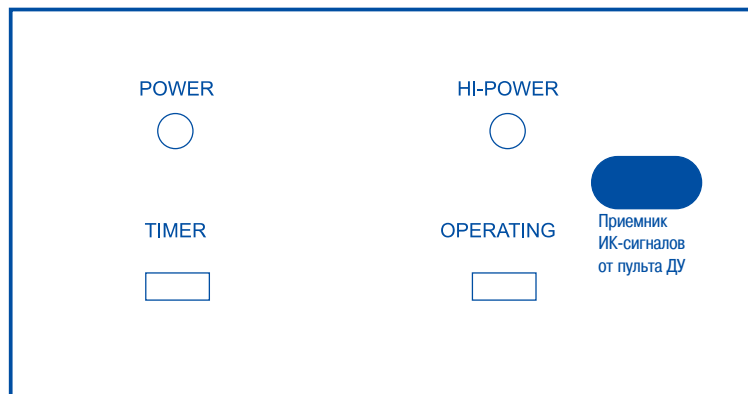 POWER
HI-POWER
TIMER
OPERATING
Приемник
ИК-сигналов
от пульта ДУ